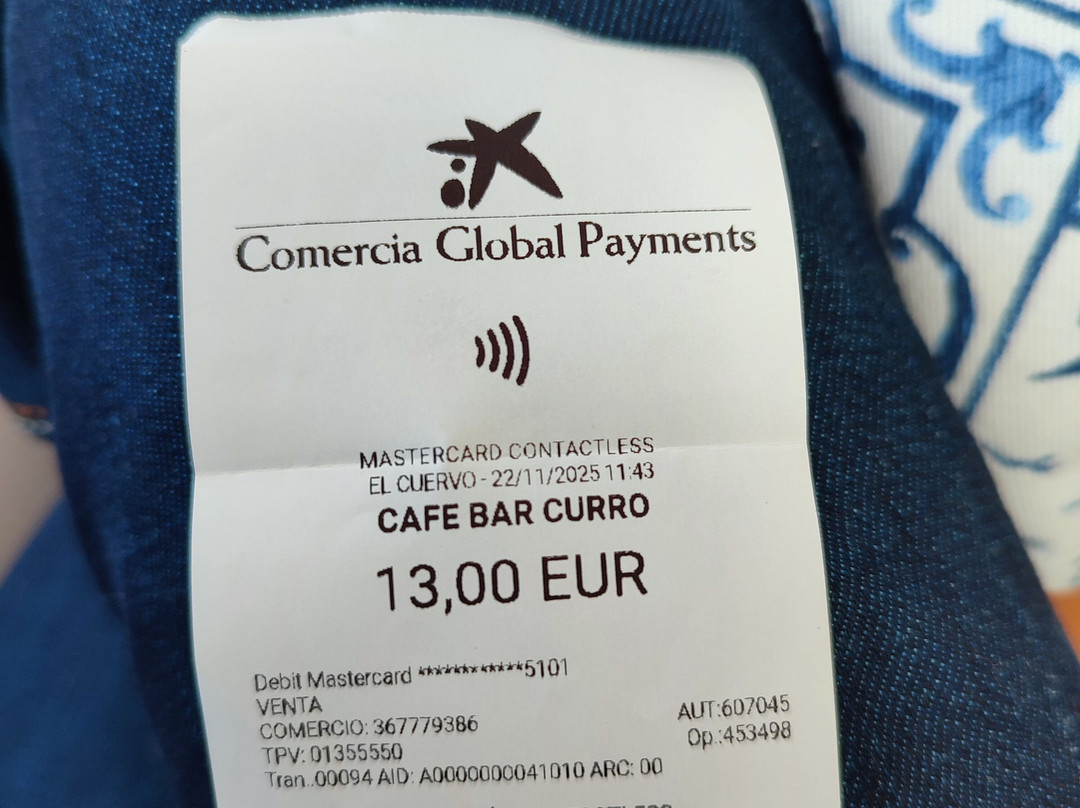 Comercia Global Payments
MASTERCARD CONTACTLESS
EL CUERVO - 22/11/2025 11:43
CAFE BAR CURRO
13,00 EUR
Debit Mastercard ************5101
VENTA
COMERCIO: 367779386 AUT:607045
TPV: 01355550 Op.:453498
Tran..00094 AID: A0000000041010 ARC: 00